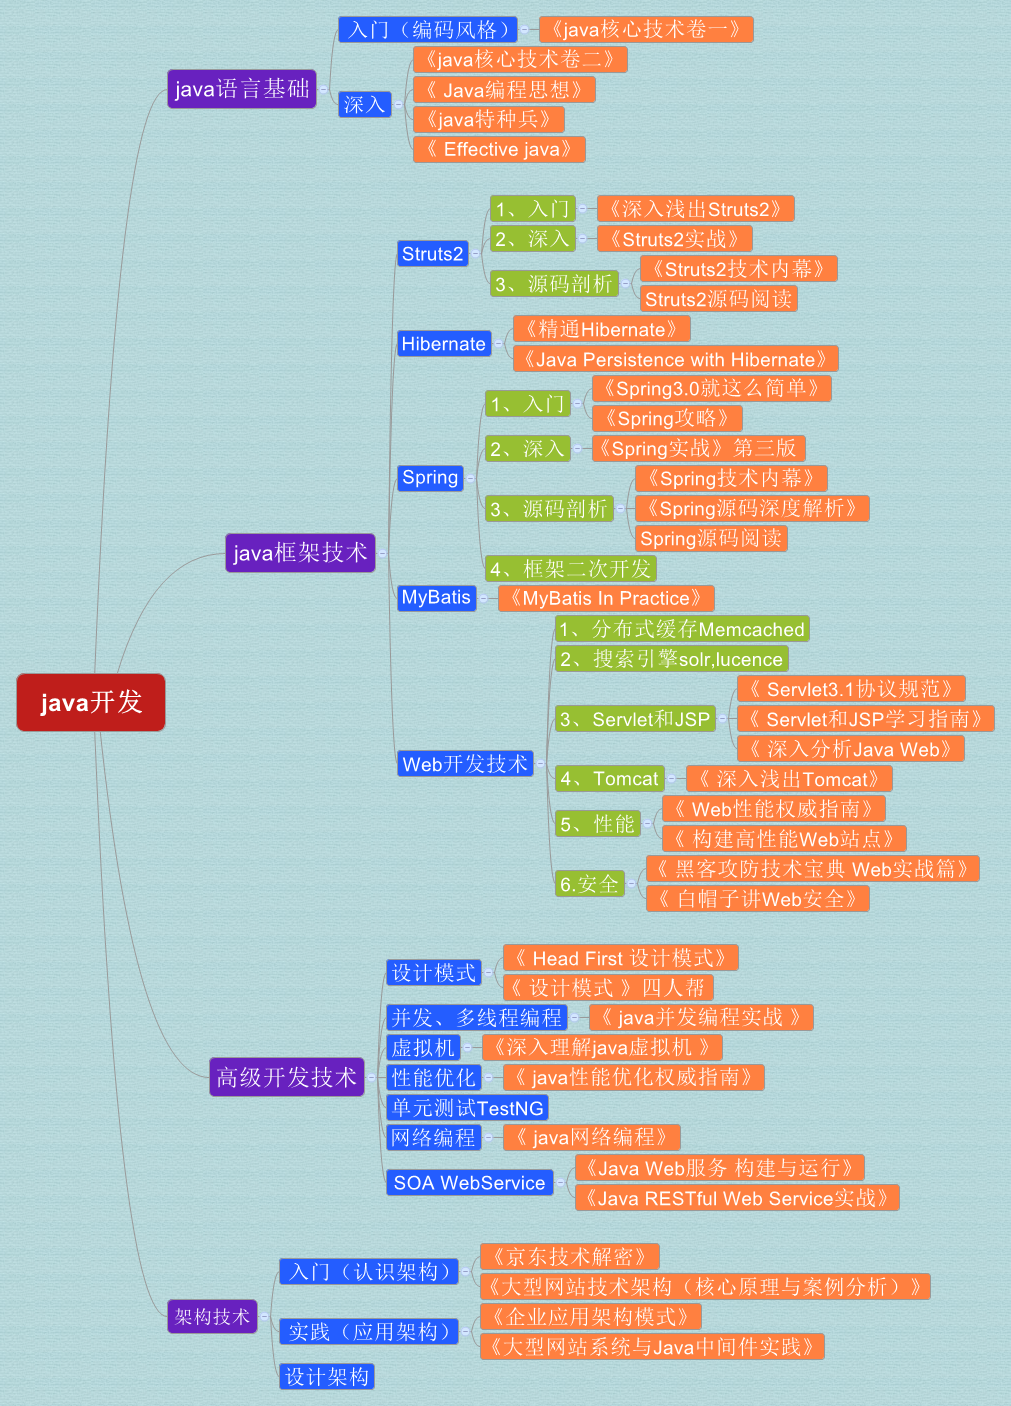 java开发
java语言基础
入门（编码风格）
《java核心技术卷一》
深入
《java核心技术卷二》
《 Java编程思想》
《java特种兵》
《 Effective java》
java框架技术
Struts2
1、入门
《深入浅出Struts2》
2、深入
《Struts2实战》
3、源码剖析
《Struts2技术内幕》
Struts2源码阅读
Hibernate
《精通Hibernate》
《Java Persistence with Hibernate》
Spring
1、入门
《Spring3.0就这么简单》
《Spring攻略》
2、深入
《Spring实战》第三版
3、源码剖析
《Spring技术内幕》
《Spring源码深度解析》
Spring源码阅读
4、框架二次开发
MyBatis
《MyBatis In Practice》
Web开发技术
1、分布式缓存Memcached
2、搜索引擎solr,lucence
3、Servlet和JSP
《 Servlet3.1协议规范》
《 Servlet和JSP学习指南》
《 深入分析Java Web》
4、Tomcat
《 深入浅出Tomcat》
5、性能
《 Web性能权威指南》
《 构建高性能Web站点》
6.安全
《 黑客攻防技术宝典 Web实战篇》
《 白帽子讲Web安全》
高级开发技术
设计模式
《 Head First 设计模式》
《 设计模式 》四人帮
并发、多线程编程
《 java并发编程实战 》
虚拟机
《深入理解java虚拟机 》
性能优化
《 java性能优化权威指南》
单元测试TestNG
网络编程
《 java网络编程》
SOA WebService
《Java Web服务 构建与运行》
《Java RESTful Web Service实战》
架构技术
入门（认识架构）
《京东技术解密》
《大型网站技术架构（核心原理与案例分析）》
实践（应用架构）
《企业应用架构模式》
《大型网站系统与Java中间件实践》
设计架构